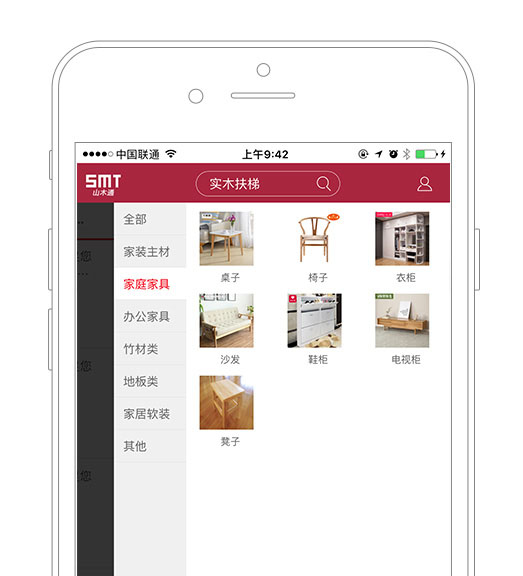 中国联通
上午9:42
SMT
山木通
实木扶梯
全部
家装主材
家庭家具
办公家具
竹材类
地板类
家居软装
其他
桌子
椅子
衣柜
沙发
鞋柜
电视柜
凳子
您
您
您